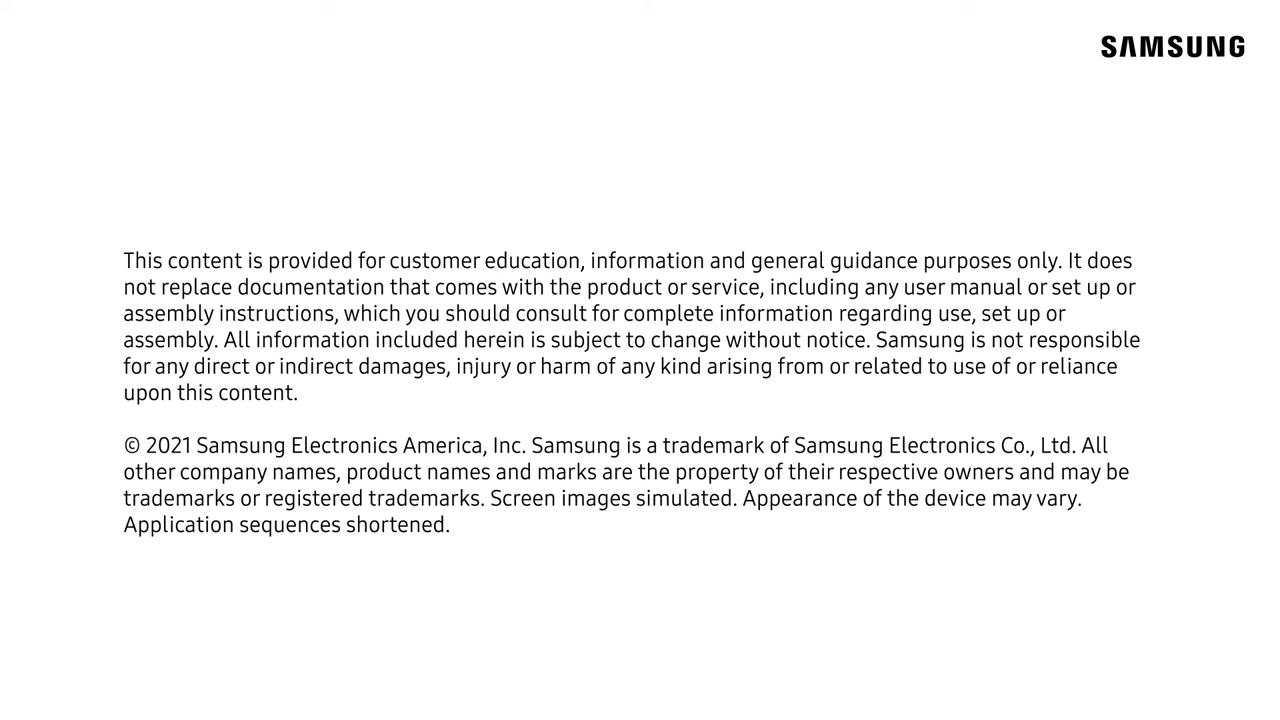 SAMSUNG
This content is provided for customer education, information and general guidance purposes only. It does
not replace documentation that comes with the product or service, including any user manual or set up or
assembly instructions, which you should consult for complete information regarding use, set up or
assembly. All information included herein is subject to change without notice. Samsung is not responsible
for any direct or indirect damages, injury or harm of any kind arising from or related to use of or reliance
upon this content.
© 2021 Samsung Electronics America, Inc. Samsung is a trademark of Samsung Electronics Co., Ltd. All
other company names, product names and marks are the property of their respective owners and may be
trademarks or registered trademarks. Screen images simulated. Appearance of the device may vary.
Application sequences shortened.